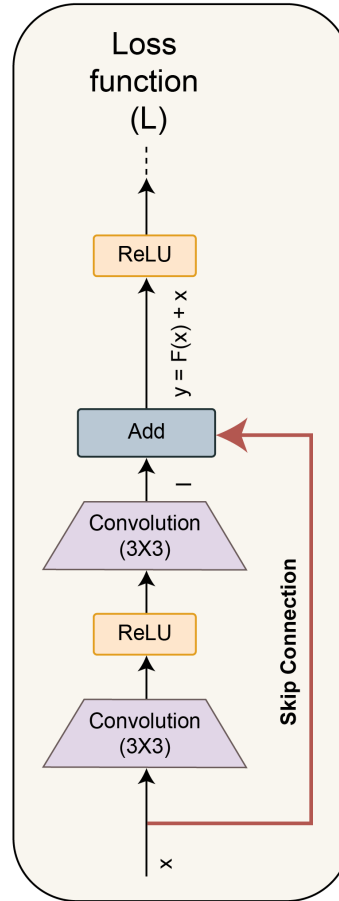 Loss
function
(L)
ReLU
y = F(x) + x
Add
I
Convolution
(3X3)
ReLU
Skip Connection
Convolution
(3X3)
x